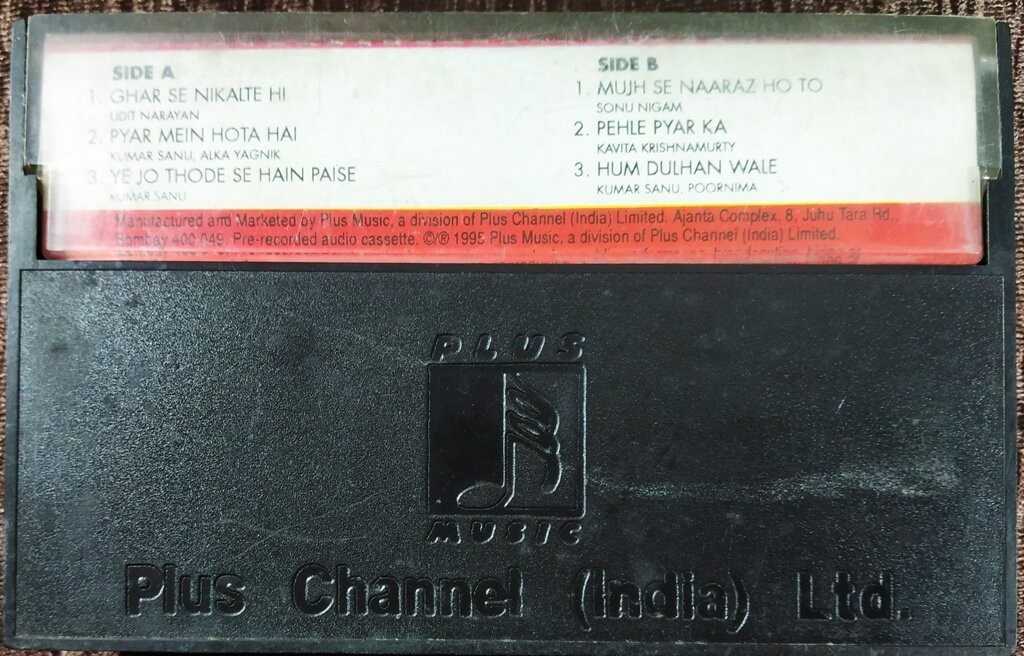 SIDE A
1. GHAR SE NIKALTE HI
UDIT NARAYAN
2. PYAR MEIN HOTA HAI
KUMAR SANU, ALKA YAGNIK
3. YE JO THODE SE HAIN PAISE
KUMAR SANU
SIDE B
1. MUJH SE NAARAZ HO TO
SONU NIGAM
2. PEHLE PYAR KA
KAVITA KRISHNAMURTY
3. HUM DULHAN WALE
KUMAR SANU, POORNIMA
Manufactured and Marketed by Plus Music, a division of Plus Channel (India) Limited. Ajanta Complex, 8, Juhu Tara Rd.,
Bombay 400 049. Pre-recorded audio cassette. ©/℗ 1995 Plus Music, a division of Plus Channel (India) Limited.
PLUS
MUSIC
Plus Channel (India) Ltd.